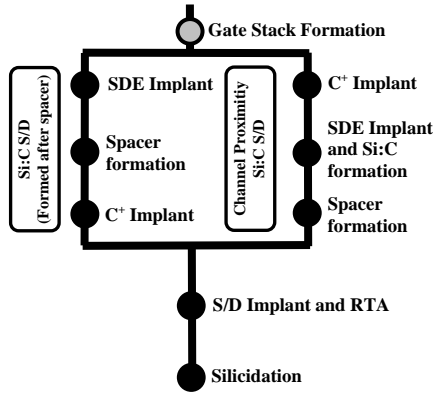 Gate Stack Formation
Si:C S/D
(Formed after spacer)
SDE Implant
Spacer
formation
C+ Implant
Channel Proximitiy
Si:C S/D
C+ Implant
SDE Implant
and Si:C
formation
Spacer
formation
S/D Implant and RTA
Silicidation